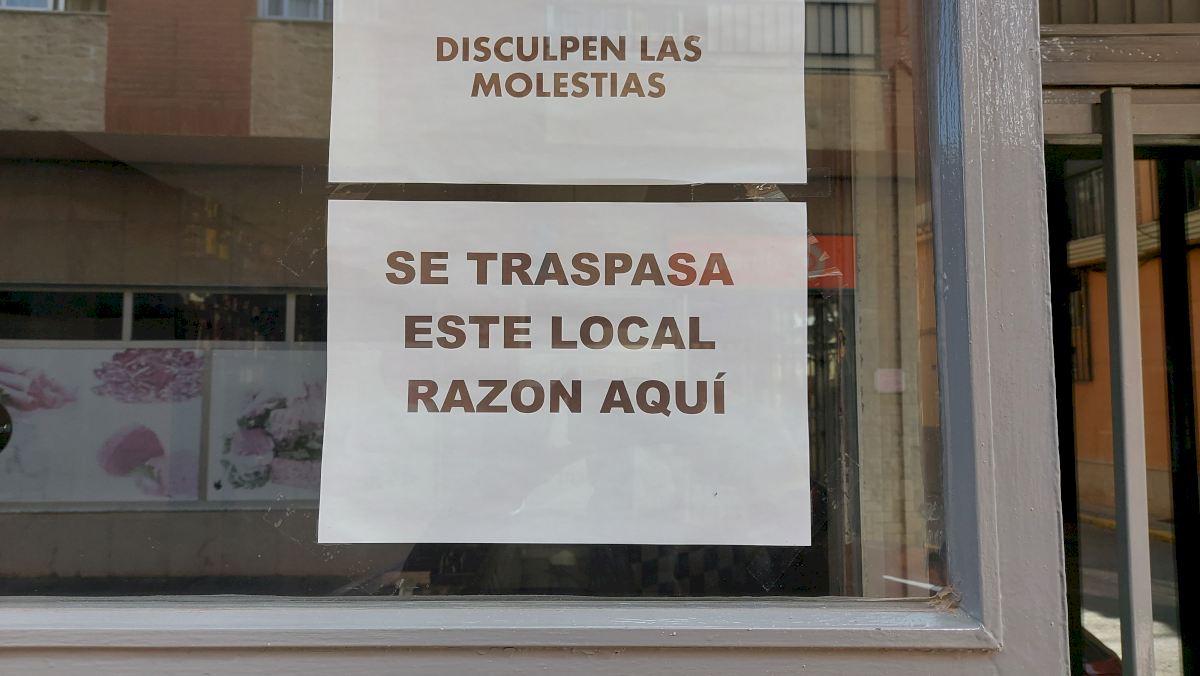 DISCULPEN LAS
MOLESTIAS
SE TRASPASA
ESTE LOCAL
RAZON AQUÍ